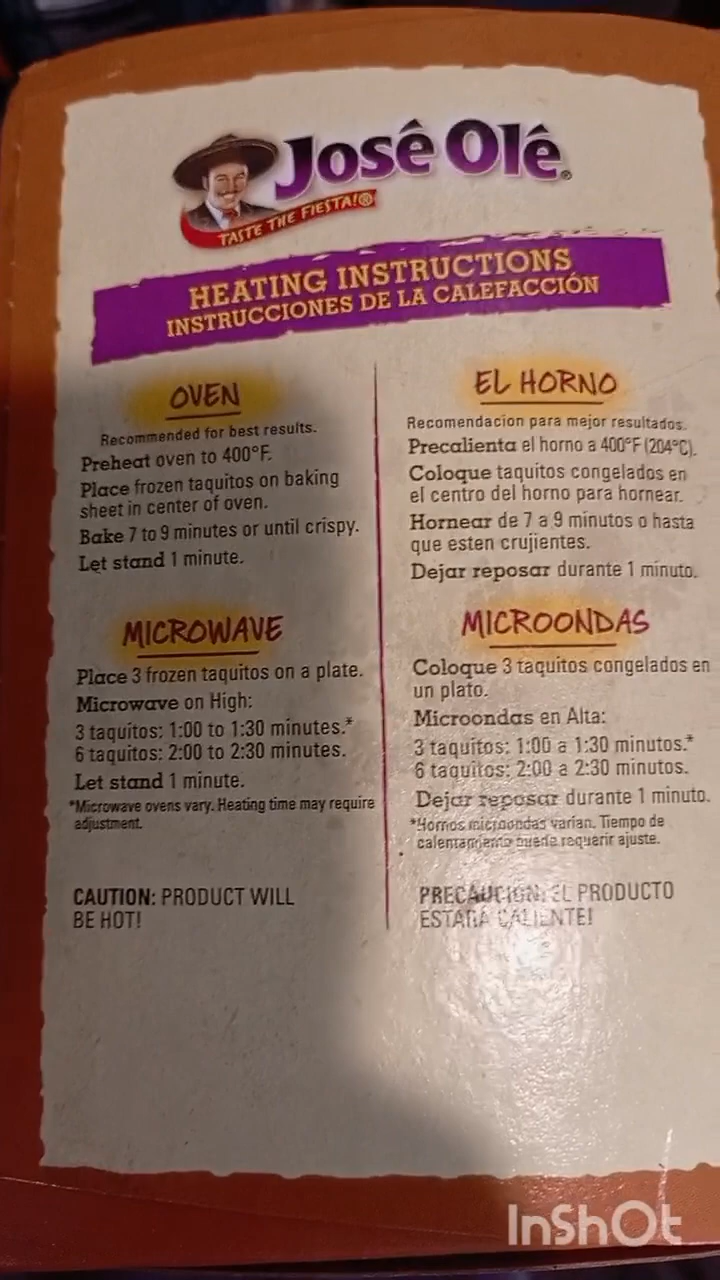 José Olé®
TASTE THE FIESTA!®
HEATING INSTRUCTIONS
INSTRUCCIONES DE LA CALEFACCIÓN
OVEN
Recommended for best results.
Preheat oven to 400°F.
Place frozen taquitos on baking
sheet in center of oven.
Bake 7 to 9 minutes or until crispy.
Let stand 1 minute.
MICROWAVE
Place 3 frozen taquitos on a plate.
Microwave on High:
3 taquitos: 1:00 to 1:30 minutes.*
6 taquitos: 2:00 to 2:30 minutes.
Let stand 1 minute.
*Microwave ovens vary. Heating time may require
adjustment.
CAUTION: PRODUCT WILL
BE HOT!
EL HORNO
Recomendacion para mejor resultados.
Precalienta el horno a 400°F (204°C).
Coloque taquitos congelados en
el centro del horno para hornear.
Hornear de 7 a 9 minutos o hasta
que esten crujientes.
Dejar reposar durante 1 minuto.
MICROONDAS
Coloque 3 taquitos congelados en
un plato.
Microondas en Alta:
3 taquitos: 1:00 a 1:30 minutos.*
6 taquitos: 2:00 a 2:30 minutos.
Dejar reposar durante 1 minuto.
*Hornos microondas varían. Tiempo de
calentamiento puede requerir ajuste.
PRECAUCIÓN: EL PRODUCTO
ESTARÁ CALIENTE!
InShOt